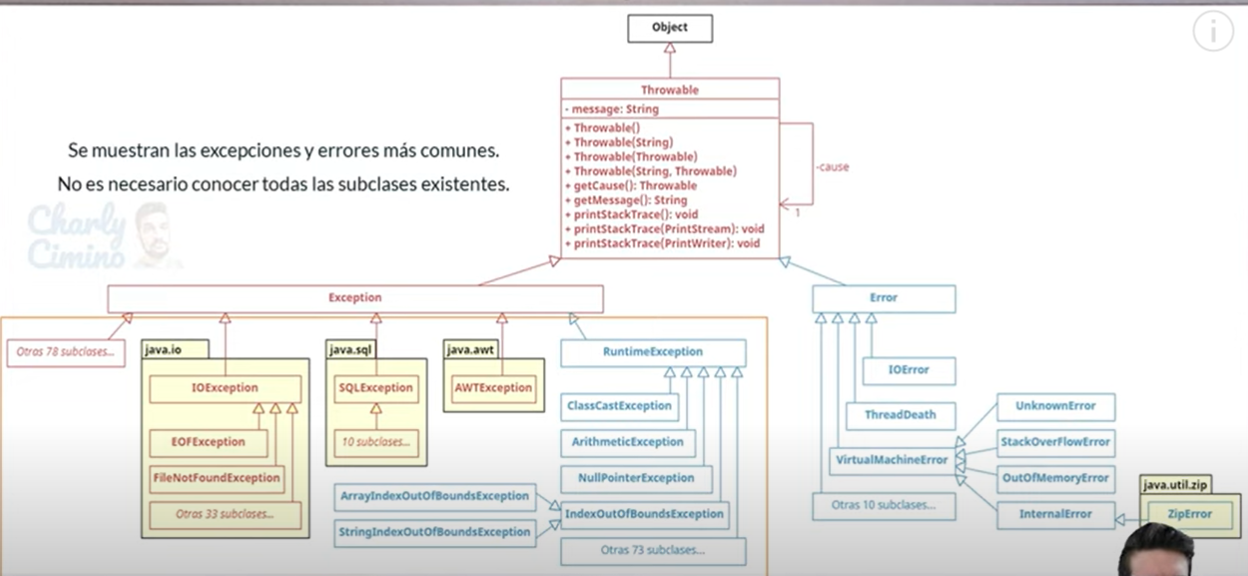 Object
Throwable
- message: String
+ Throwable()
+ Throwable(String)
+ Throwable(Throwable)
+ Throwable(String, Throwable)
+ getCause(): Throwable
+ getMessage(): String
+ printStackTrace(): void
+ printStackTrace(PrintStream): void
+ printStackTrace(PrintWriter): void
-cause
1
Se muestran las excepciones y errores más comunes.
No es necesario conocer todas las subclases existentes.
Charly
Cimino
Exception
Error
Otras 78 subclases...
java.io
IOException
EOFException
FileNotFoundException
Otras 33 subclases...
java.sql
SQLException
10 subclases...
java.awt
AWTException
RuntimeException
ClassCastException
ArithmeticException
NullPointerException
IndexOutOfBoundsException
ArrayIndexOutOfBoundsException
StringIndexOutOfBoundsException
Otras 73 subclases...
IOError
ThreadDeath
VirtualMachineError
Otras 10 subclases...
UnknownError
StackOverFlowError
OutOfMemoryError
InternalError
java.util.zip
ZipError